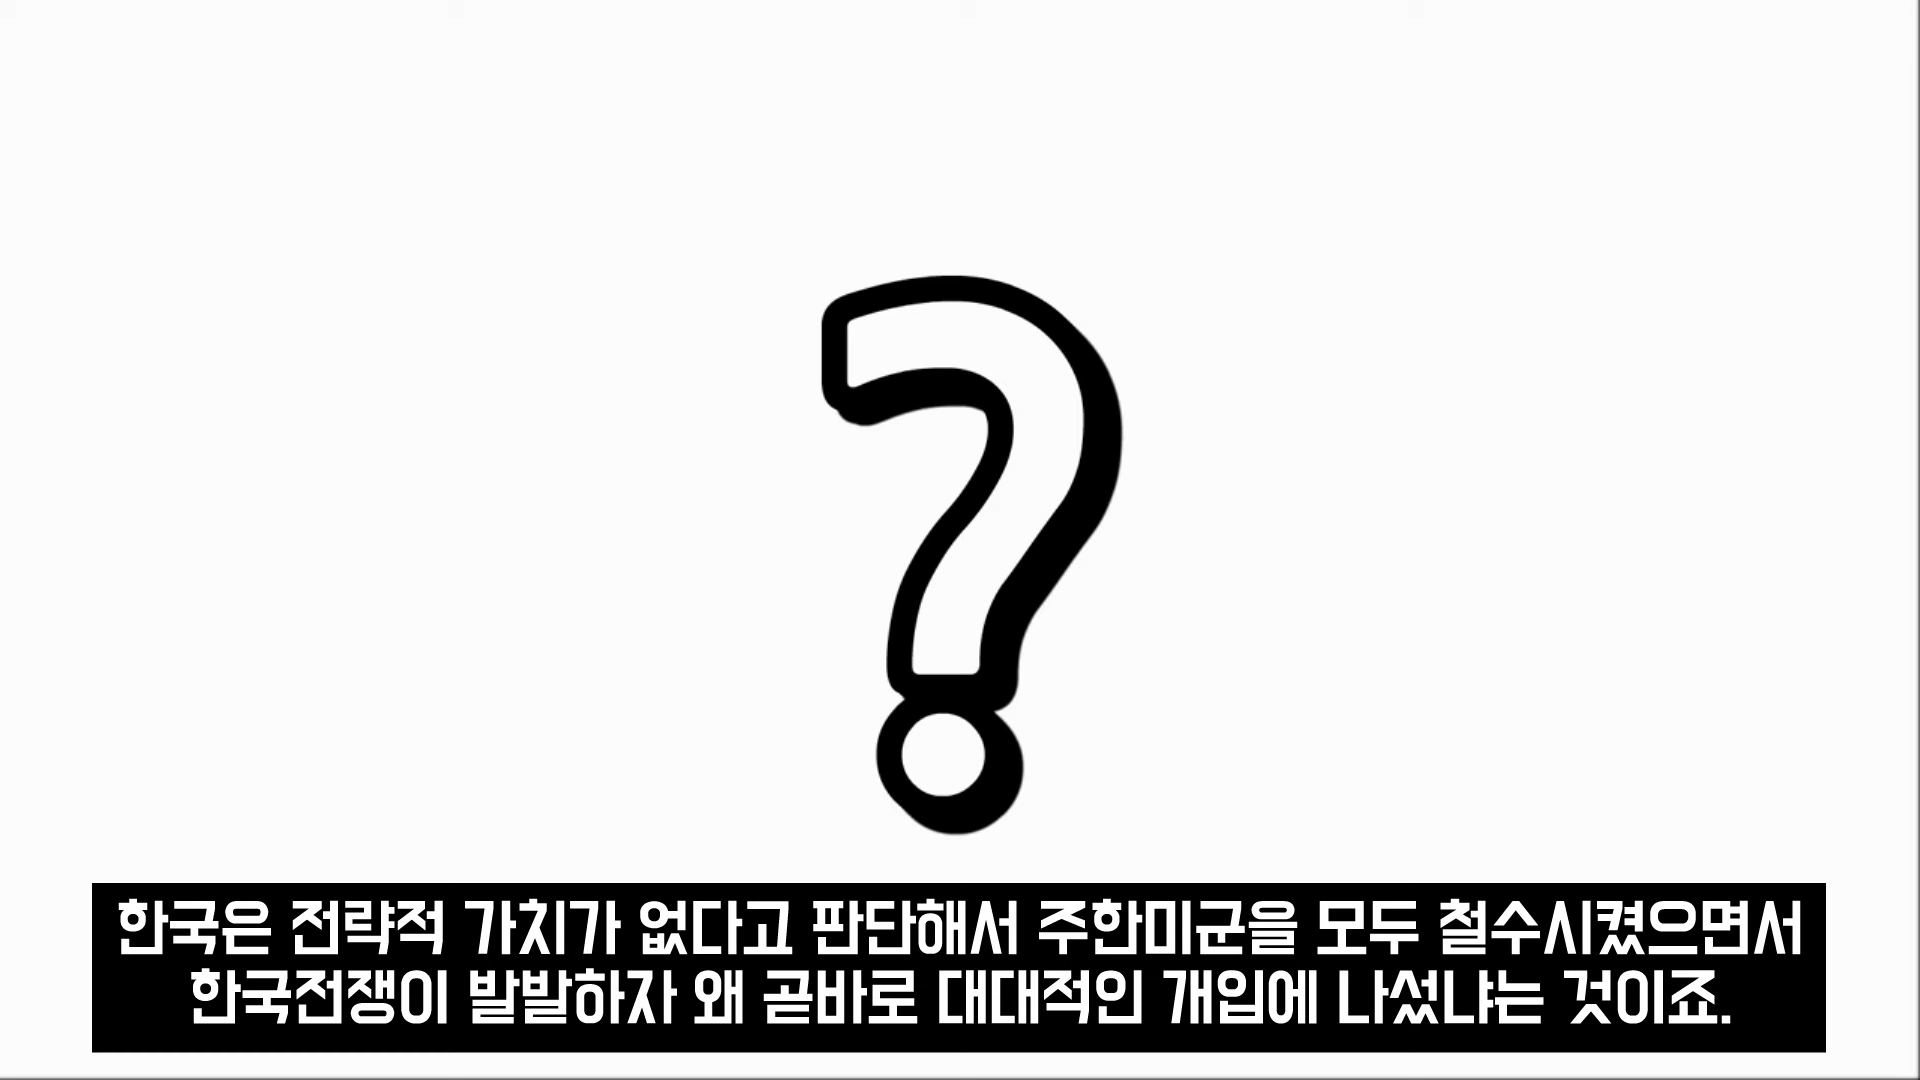 ?
한국은 전략적 가치가 없다고 판단해서 주한미군을 모두 철수시켰으면서
한국전쟁이 발발하자 왜 곧바로 대대적인 개입에 나섰냐는 것이죠.